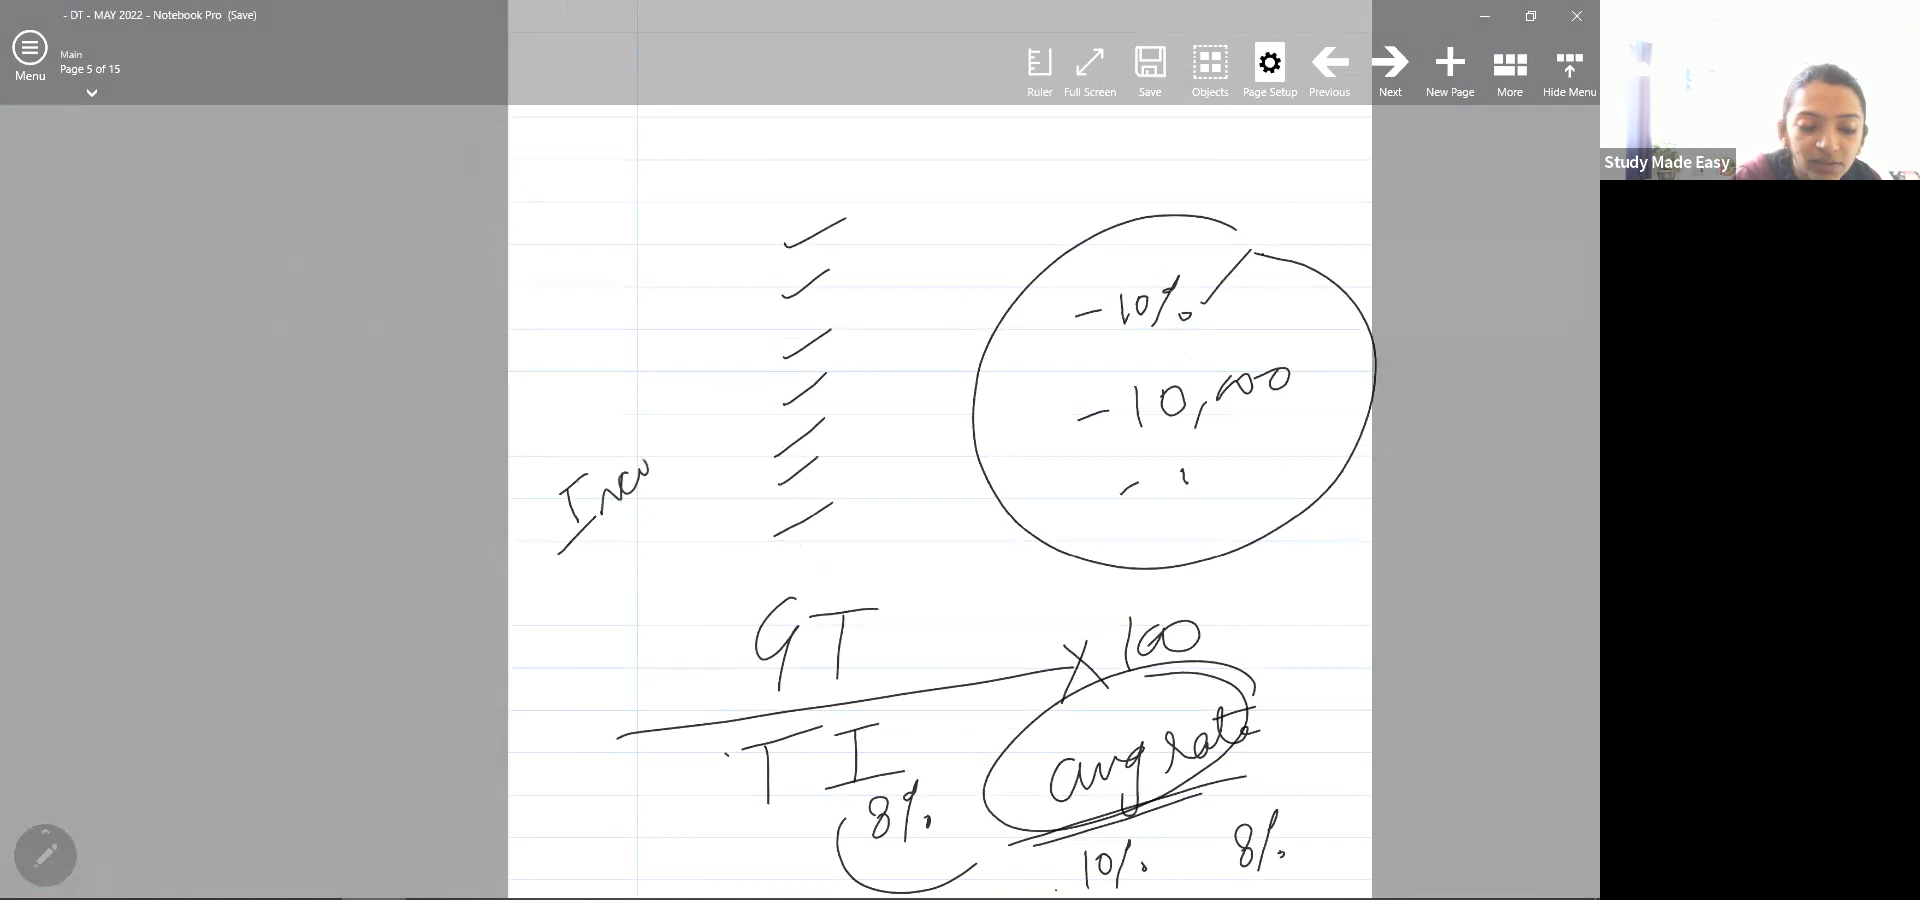 - DT - MAY 2022 - Notebook Pro (Save)
Menu
Main
Page 5 of 15
Ruler
Full Screen
Save
Objects
Page Setup
Previous
Next
New Page
More
Hide Menu
Study Made Easy
- 10%
- 10,000
-
Inco
GT
× 100
TI
avg rate
8%
10%
8%